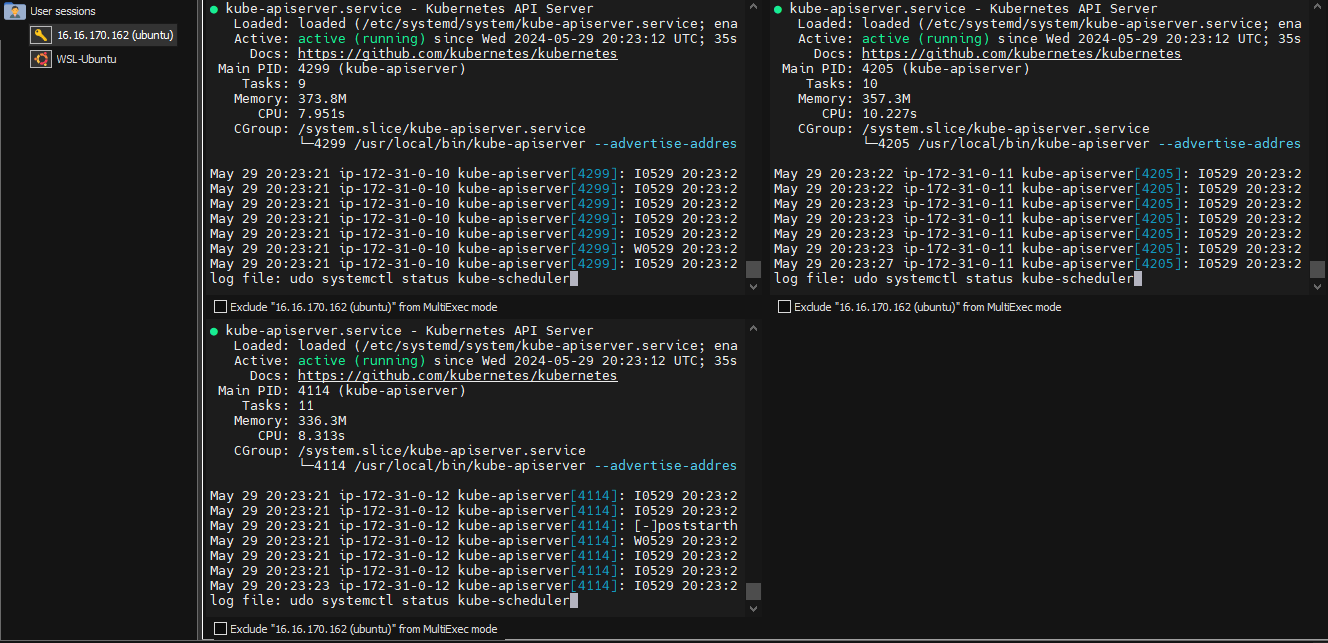 User sessions
16.16.170.162 (ubuntu)
WSL-Ubuntu
● kube-apiserver.service - Kubernetes API Server
Loaded: loaded (/etc/systemd/system/kube-apiserver.service; ena
Active: active (running) since Wed 2024-05-29 20:23:12 UTC; 35s
Docs: https://github.com/kubernetes/kubernetes
Main PID: 4299 (kube-apiserver)
Tasks: 9
Memory: 373.8M
CPU: 7.951s
CGroup: /system.slice/kube-apiserver.service
└─4299 /usr/local/bin/kube-apiserver --advertise-addres
May 29 20:23:21 ip-172-31-0-10 kube-apiserver[4299]: I0529 20:23:2
May 29 20:23:21 ip-172-31-0-10 kube-apiserver[4299]: I0529 20:23:2
May 29 20:23:21 ip-172-31-0-10 kube-apiserver[4299]: I0529 20:23:2
May 29 20:23:21 ip-172-31-0-10 kube-apiserver[4299]: I0529 20:23:2
May 29 20:23:21 ip-172-31-0-10 kube-apiserver[4299]: I0529 20:23:2
May 29 20:23:21 ip-172-31-0-10 kube-apiserver[4299]: W0529 20:23:2
May 29 20:23:21 ip-172-31-0-10 kube-apiserver[4299]: I0529 20:23:2
log file: udo systemctl status kube-scheduler
Exclude "16.16.170.162 (ubuntu)" from MultiExec mode
● kube-apiserver.service - Kubernetes API Server
Loaded: loaded (/etc/systemd/system/kube-apiserver.service; ena
Active: active (running) since Wed 2024-05-29 20:23:12 UTC; 35s
Docs: https://github.com/kubernetes/kubernetes
Main PID: 4205 (kube-apiserver)
Tasks: 10
Memory: 357.3M
CPU: 10.227s
CGroup: /system.slice/kube-apiserver.service
└─4205 /usr/local/bin/kube-apiserver --advertise-addres
May 29 20:23:22 ip-172-31-0-11 kube-apiserver[4205]: I0529 20:23:2
May 29 20:23:22 ip-172-31-0-11 kube-apiserver[4205]: I0529 20:23:2
May 29 20:23:23 ip-172-31-0-11 kube-apiserver[4205]: I0529 20:23:2
May 29 20:23:23 ip-172-31-0-11 kube-apiserver[4205]: I0529 20:23:2
May 29 20:23:23 ip-172-31-0-11 kube-apiserver[4205]: I0529 20:23:2
May 29 20:23:23 ip-172-31-0-11 kube-apiserver[4205]: I0529 20:23:2
May 29 20:23:27 ip-172-31-0-11 kube-apiserver[4205]: I0529 20:23:2
log file: udo systemctl status kube-scheduler
Exclude "16.16.170.162 (ubuntu)" from MultiExec mode
● kube-apiserver.service - Kubernetes API Server
Loaded: loaded (/etc/systemd/system/kube-apiserver.service; ena
Active: active (running) since Wed 2024-05-29 20:23:12 UTC; 35s
Docs: https://github.com/kubernetes/kubernetes
Main PID: 4114 (kube-apiserver)
Tasks: 11
Memory: 336.3M
CPU: 8.313s
CGroup: /system.slice/kube-apiserver.service
└─4114 /usr/local/bin/kube-apiserver --advertise-addres
May 29 20:23:21 ip-172-31-0-12 kube-apiserver[4114]: I0529 20:23:2
May 29 20:23:21 ip-172-31-0-12 kube-apiserver[4114]: I0529 20:23:2
May 29 20:23:21 ip-172-31-0-12 kube-apiserver[4114]: [-]poststarth
May 29 20:23:21 ip-172-31-0-12 kube-apiserver[4114]: W0529 20:23:2
May 29 20:23:21 ip-172-31-0-12 kube-apiserver[4114]: I0529 20:23:2
May 29 20:23:21 ip-172-31-0-12 kube-apiserver[4114]: I0529 20:23:2
May 29 20:23:23 ip-172-31-0-12 kube-apiserver[4114]: I0529 20:23:2
log file: udo systemctl status kube-scheduler
Exclude "16.16.170.162 (ubuntu)" from MultiExec mode